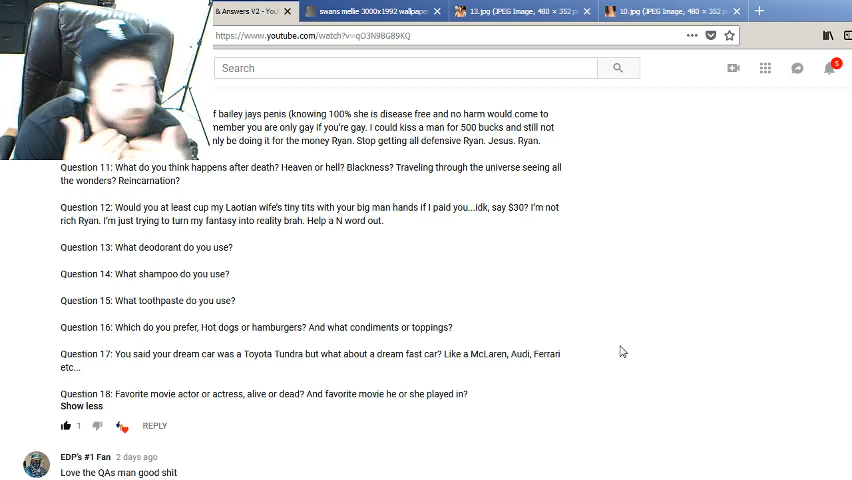 & Answers V2 - You
swans mellie 3000x1992 wallpape
13.jpg (JPEG Image, 480 × 352 pi
10.jpg (JPEG Image, 480 × 352 p
https://www.youtube.com/watch?v=qO3N98G89KQ
Search
5
f bailey jays penis (knowing 100% she is disease free and no harm would come to
member you are only gay if you're gay. I could kiss a man for 500 bucks and still not
nly be doing it for the money Ryan. Stop getting all defensive Ryan. Jesus. Ryan.
Question 11: What do you think happens after death? Heaven or hell? Blackness? Traveling through the universe seeing all
the wonders? Reincarnation?
Question 12: Would you at least cup my Laotian wife's tiny tits with your big man hands if I paid you...idk, say $30? I'm not
rich Ryan. I'm just trying to turn my fantasy into reality brah. Help a N word out.
Question 13: What deodorant do you use?
Question 14: What shampoo do you use?
Question 15: What toothpaste do you use?
Question 16: Which do you prefer, Hot dogs or hamburgers? And what condiments or toppings?
Question 17: You said your dream car was a Toyota Tundra but what about a dream fast car? Like a McLaren, Audi, Ferrari
etc...
Question 18: Favorite movie actor or actress, alive or dead? And favorite movie he or she played in?
Show less
1 REPLY
EDP's #1 Fan 2 days ago
Love the QAs man good shit